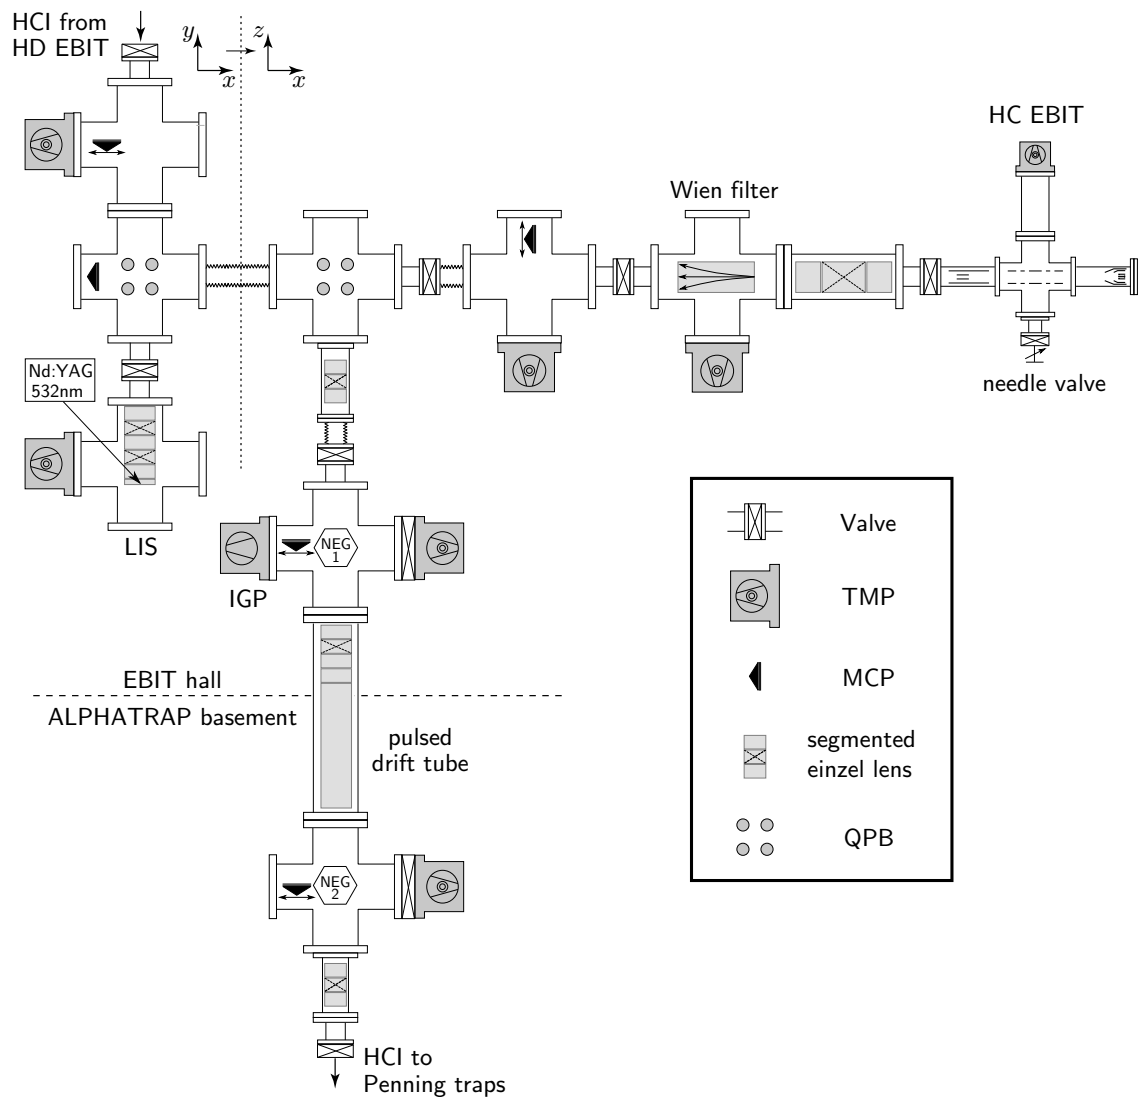 HCI from
HD EBIT
y
x
z
x
HC EBIT
Wien filter
needle valve
Nd:YAG
532nm
LIS
NEG
1
IGP
EBIT hall
ALPHATRAP basement
pulsed
drift tube
NEG
2
HCI to
Penning traps
Valve
TMP
MCP
segmented
einzel lens
QPB